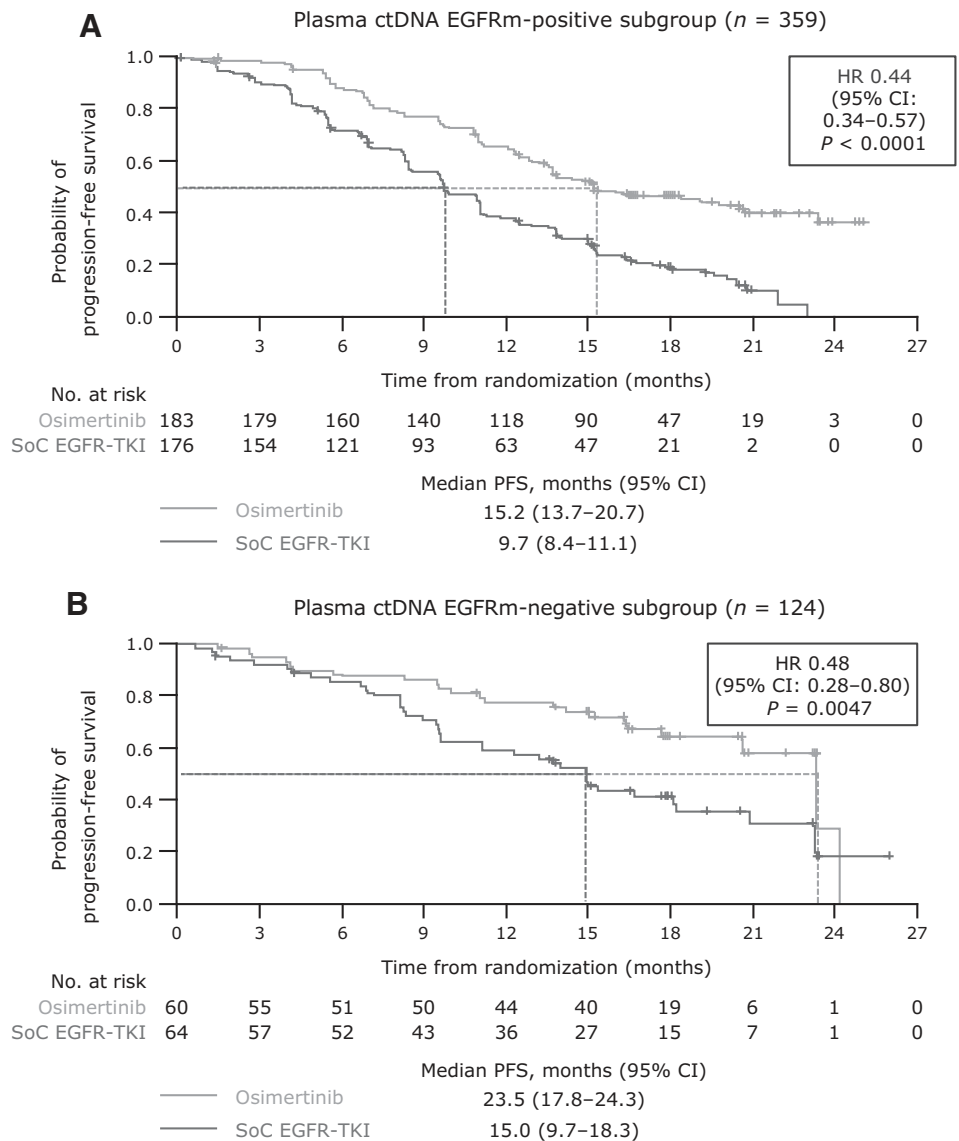 A
Plasma ctDNA EGFRm-positive subgroup (n = 359)
Probability of
progression-free survival
1.0
0.8
0.6
0.4
0.2
0.0
HR 0.44
(95% CI:
0.34–0.57)
P < 0.0001
0 3 6 9 12 15 18 21 24 27
Time from randomization (months)
No. at risk
Osimertinib 183 179 160 140 118 90 47 19 3 0
SoC EGFR-TKI 176 154 121 93 63 47 21 2 0 0
Median PFS, months (95% CI)
Osimertinib 15.2 (13.7–20.7)
SoC EGFR-TKI 9.7 (8.4–11.1)
B
Plasma ctDNA EGFRm-negative subgroup (n = 124)
Probability of
progression-free survival
1.0
0.8
0.6
0.4
0.2
0.0
HR 0.48
(95% CI: 0.28–0.80)
P = 0.0047
0 3 6 9 12 15 18 21 24 27
Time from randomization (months)
No. at risk
Osimertinib 60 55 51 50 44 40 19 6 1 0
SoC EGFR-TKI 64 57 52 43 36 27 15 7 1 0
Median PFS, months (95% CI)
Osimertinib 23.5 (17.8–24.3)
SoC EGFR-TKI 15.0 (9.7–18.3)